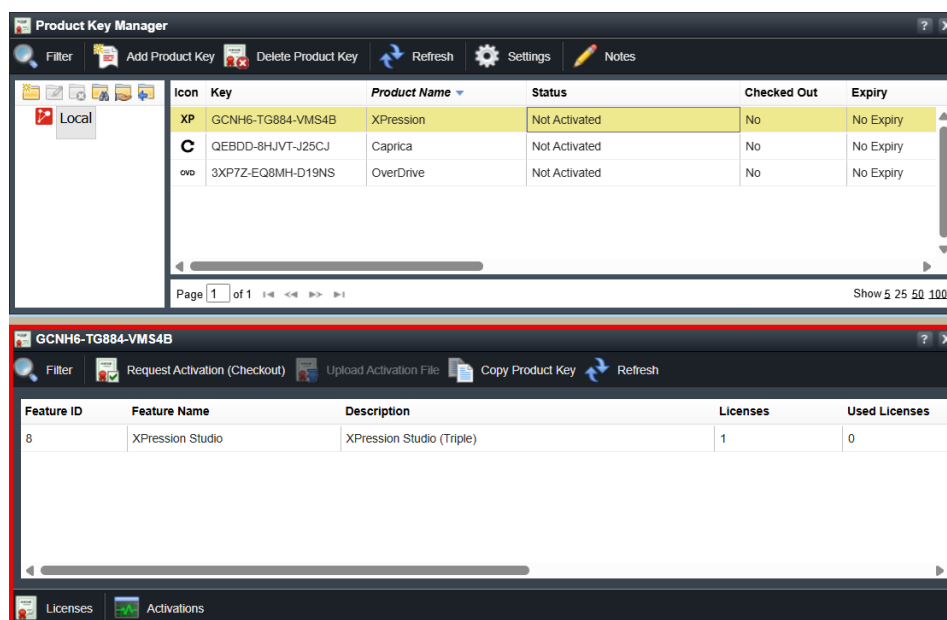 Product Key Manager ?
Filter Add Product Key Delete Product Key Refresh Settings Notes
Local
Icon Key Product Name Status Checked Out Expiry
XP GCNH6-TG884-VMS4B XPression Not Activated No No Expiry
C QEBDD-8HJVT-J25CJ Caprica Not Activated No No Expiry
OVD 3XP7Z-EQ8MH-D19NS OverDrive Not Activated No No Expiry
Page 1 of 1 Show 5 25 50 100
GCNH6-TG884-VMS4B ?
Filter Request Activation (Checkout) Upload Activation File Copy Product Key Refresh
Feature ID Feature Name Description Licenses Used Licenses
8 XPression Studio XPression Studio (Triple) 1 0
Licenses Activations